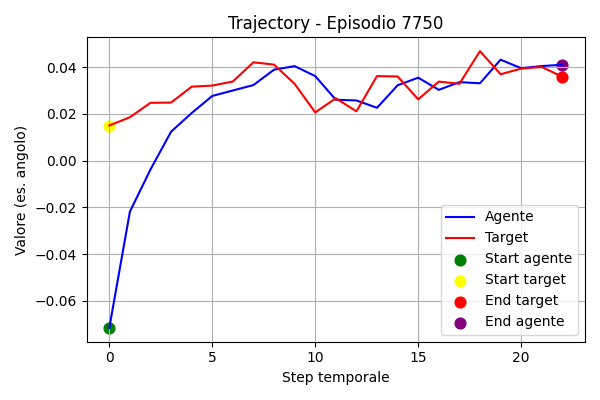 Trajectory - Episodio 7750
Valore (es. angolo)
0.04
0.02
0.00
−0.02
−0.04
−0.06
0
5
10
15
20
Step temporale
Agente
Target
Start agente
Start target
End target
End agente